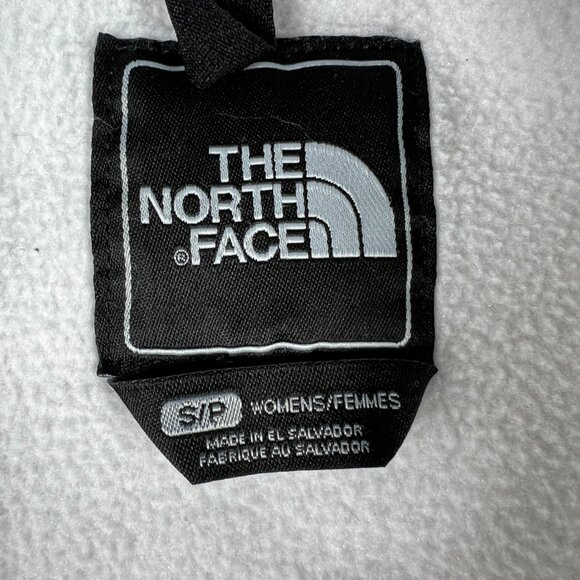 THE
NORTH
® FACE
S/P WOMENS/FEMMES
MADE IN EL SALVADOR
FABRIQUE AU SALVADOR